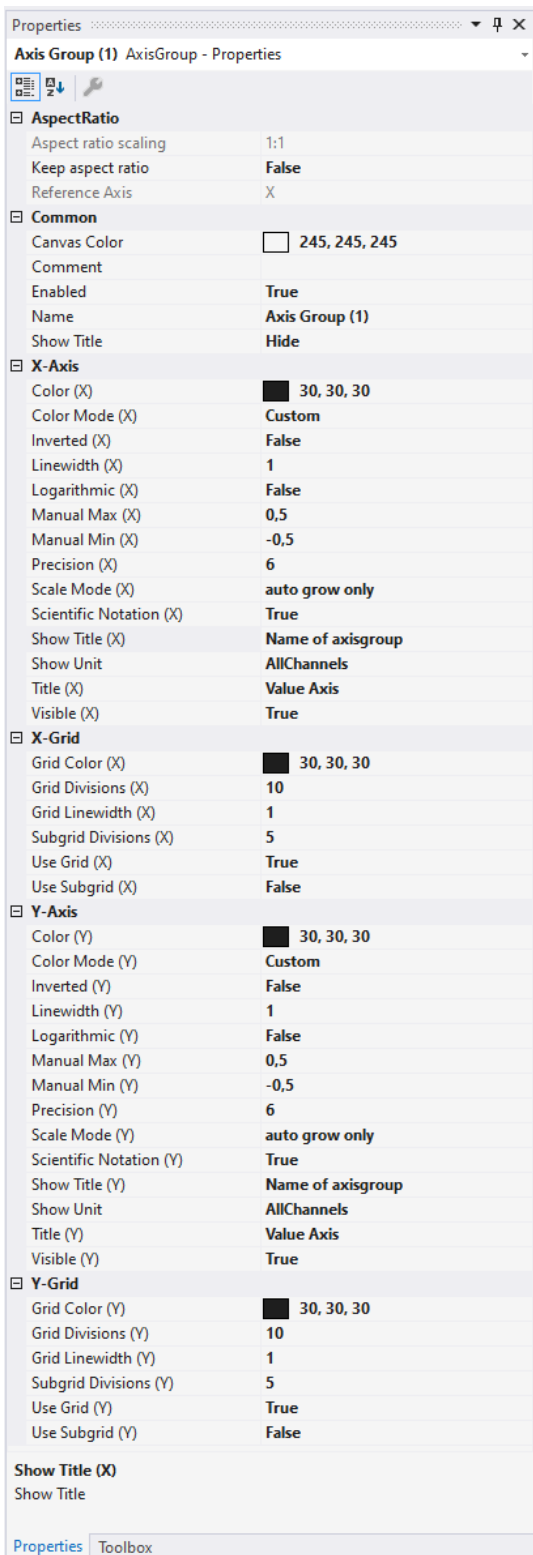 Properties
Axis Group (1) AxisGroup - Properties
AspectRatio
Aspect ratio scaling 1:1
Keep aspect ratio False
Reference Axis X
Common
Canvas Color 245, 245, 245
Comment
Enabled True
Name Axis Group (1)
Show Title Hide
X-Axis
Color (X) 30, 30, 30
Color Mode (X) Custom
Inverted (X) False
Linewidth (X) 1
Logarithmic (X) False
Manual Max (X) 0,5
Manual Min (X) -0,5
Precision (X) 6
Scale Mode (X) auto grow only
Scientific Notation (X) True
Show Title (X) Name of axisgroup
Show Unit AllChannels
Title (X) Value Axis
Visible (X) True
X-Grid
Grid Color (X) 30, 30, 30
Grid Divisions (X) 10
Grid Linewidth (X) 1
Subgrid Divisions (X) 5
Use Grid (X) True
Use Subgrid (X) False
Y-Axis
Color (Y) 30, 30, 30
Color Mode (Y) Custom
Inverted (Y) False
Linewidth (Y) 1
Logarithmic (Y) False
Manual Max (Y) 0,5
Manual Min (Y) -0,5
Precision (Y) 6
Scale Mode (Y) auto grow only
Scientific Notation (Y) True
Show Title (Y) Name of axisgroup
Show Unit AllChannels
Title (Y) Value Axis
Visible (Y) True
Y-Grid
Grid Color (Y) 30, 30, 30
Grid Divisions (Y) 10
Grid Linewidth (Y) 1
Subgrid Divisions (Y) 5
Use Grid (Y) True
Use Subgrid (Y) False
Show Title (X)
Show Title
Properties Toolbox